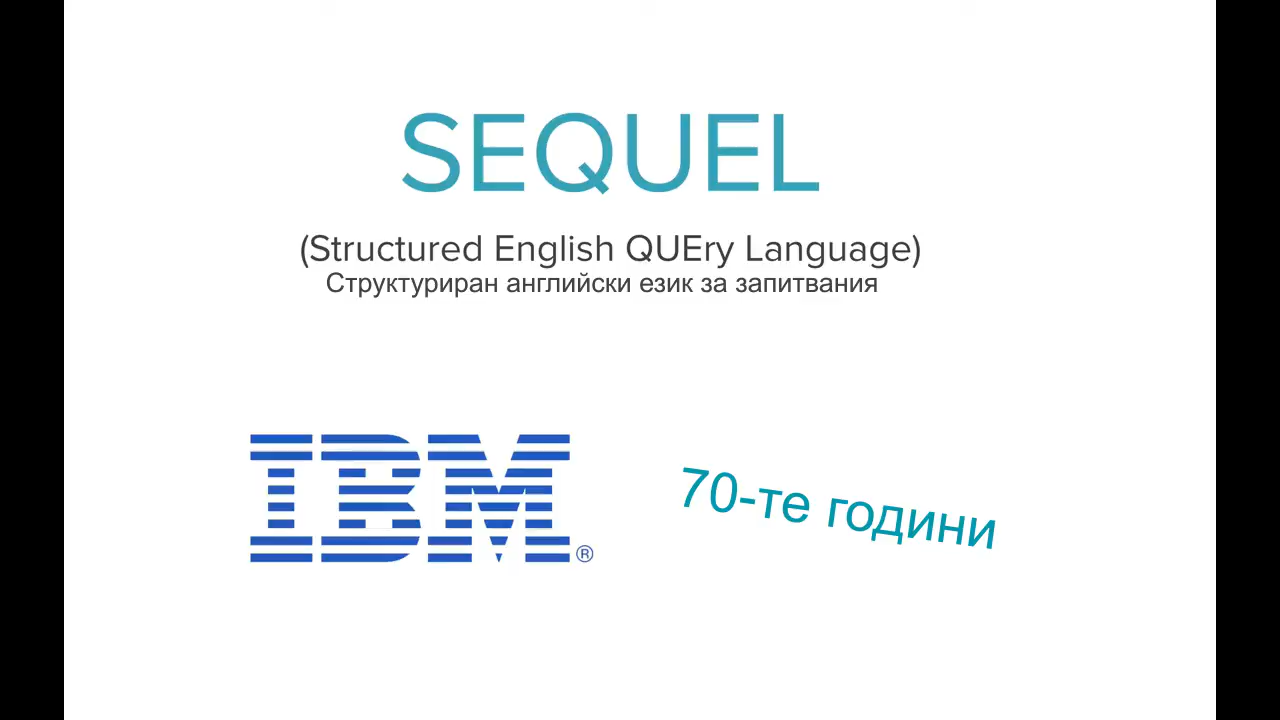 SEQUEL
(Structured English QUEry Language)
Структуриран английски език за запитвания
IBM®
70-те години